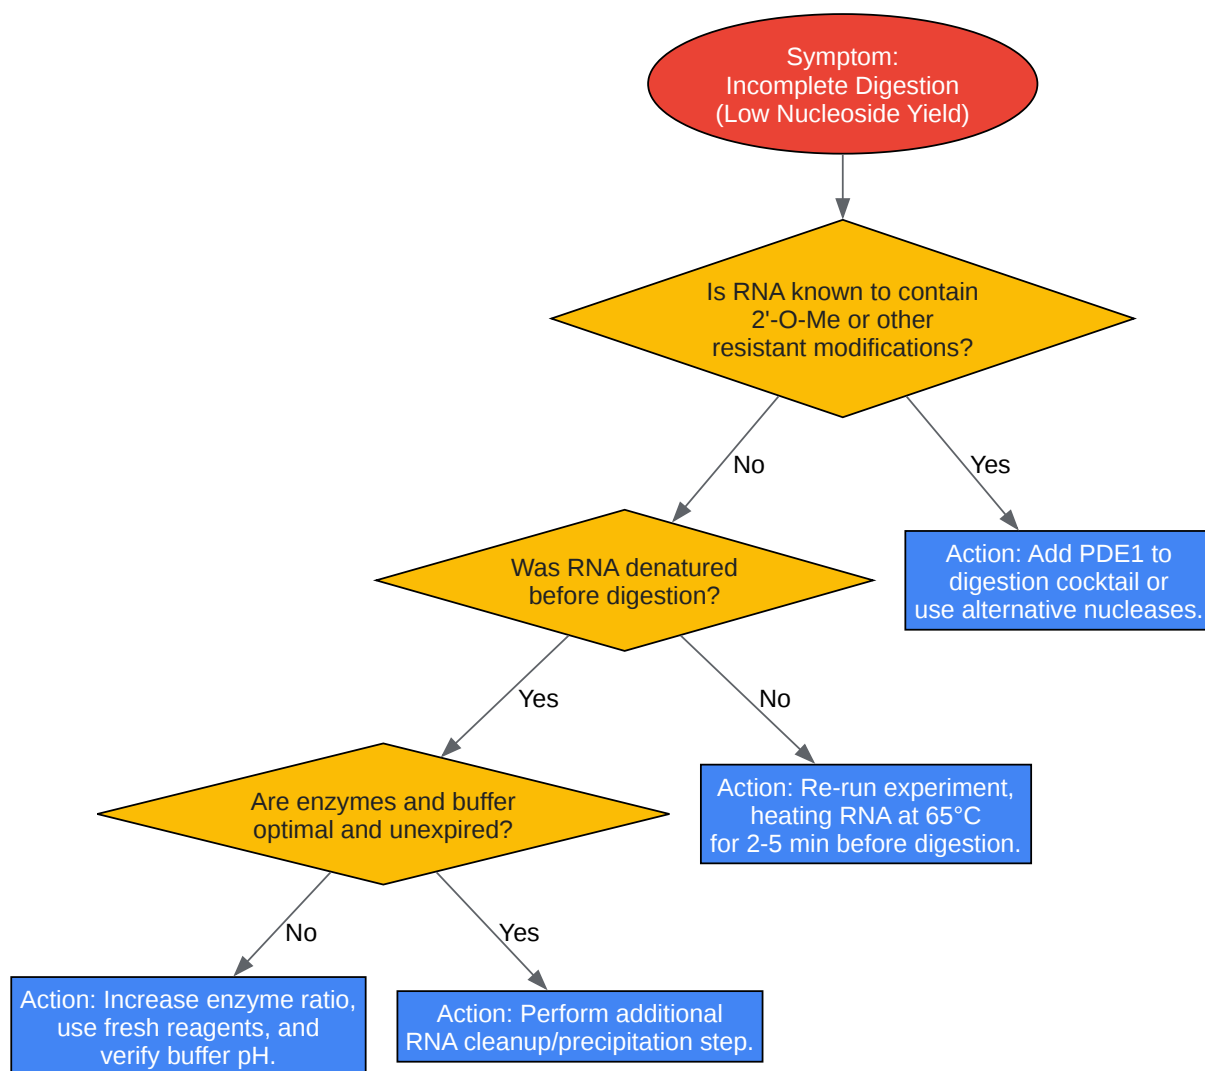 Symptom:
Incomplete Digestion
(Low Nucleoside Yield)
Is RNA known to contain
2'-O-Me or other
resistant modifications?
No
Yes
Was RNA denatured
before digestion?
Action: Add PDE1 to
digestion cocktail or
use alternative nucleases.
Yes
No
Are enzymes and buffer
optimal and unexpired?
Action: Re-run experiment,
heating RNA at 65°C
for 2-5 min before digestion.
No
Yes
Action: Increase enzyme ratio,
use fresh reagents, and
verify buffer pH.
Action: Perform additional
RNA cleanup/precipitation step.